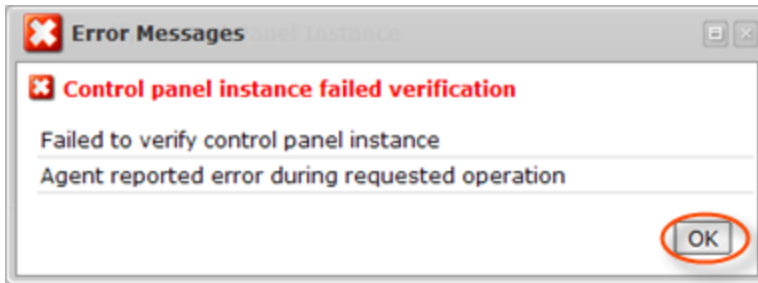 Error Messages
Control panel instance failed verification
Failed to verify control panel instance
Agent reported error during requested operation
OK